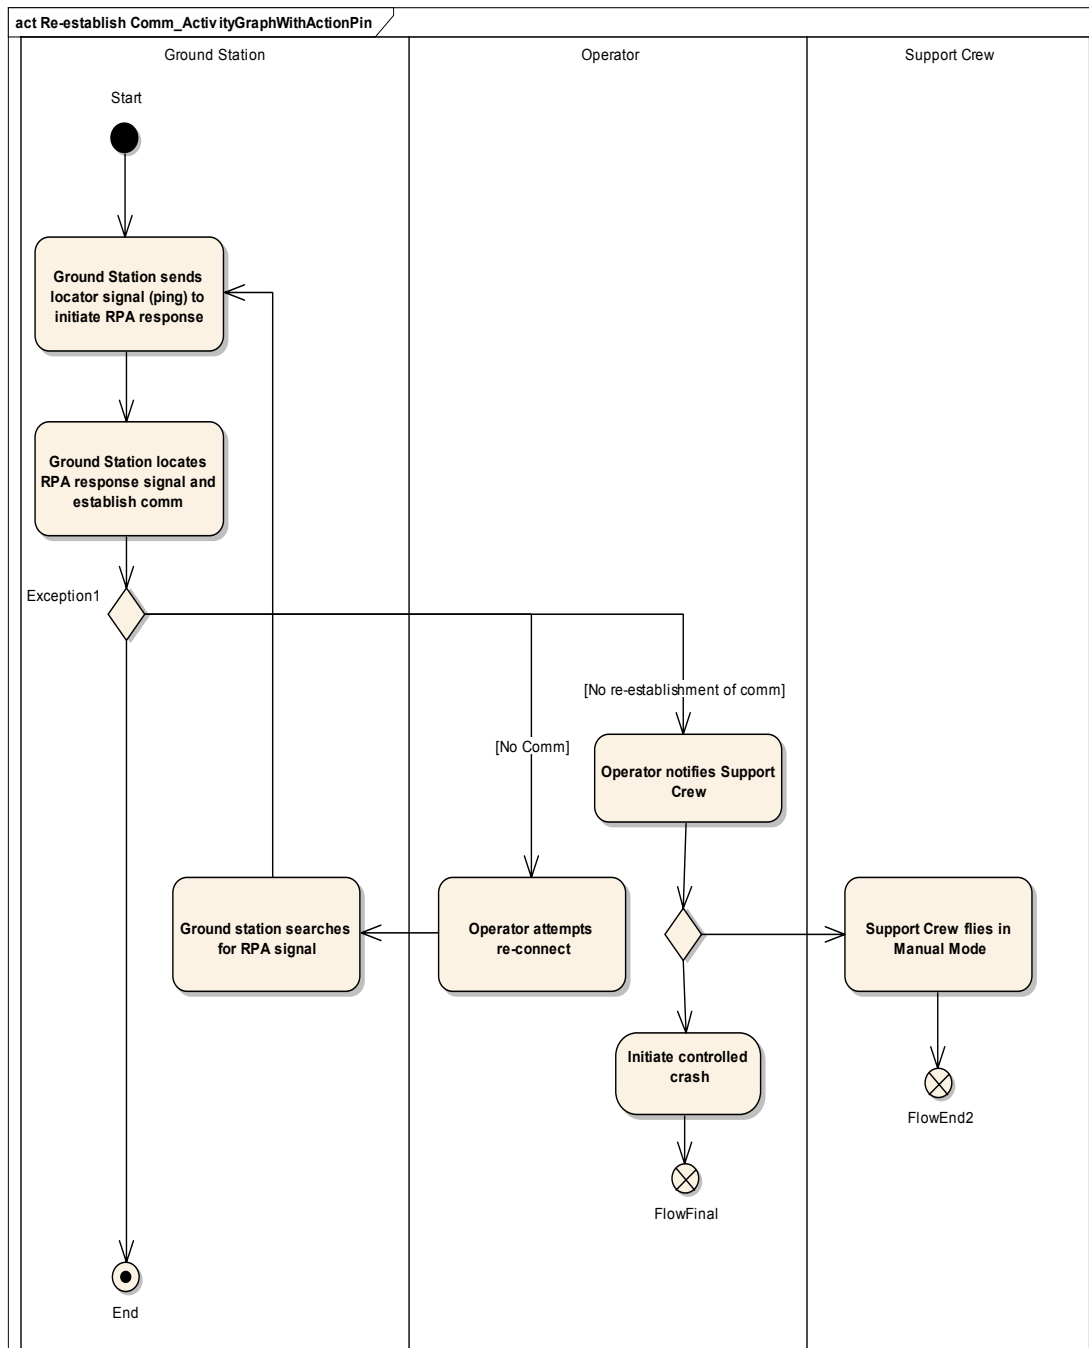 act Re-establish Comm_ActivityGraphWithActionPin
Ground Station
Operator
Support Crew
Start
Ground Station sends
locator signal (ping) to
initiate RPA response
Ground Station locates
RPA response signal and
establish comm
Exception1
[No re-establishment of comm]
[No Comm]
Operator notifies Support
Crew
Ground station searches
for RPA signal
Operator attempts
re-connect
Support Crew flies in
Manual Mode
Initiate controlled
crash
FlowEnd2
FlowFinal
End